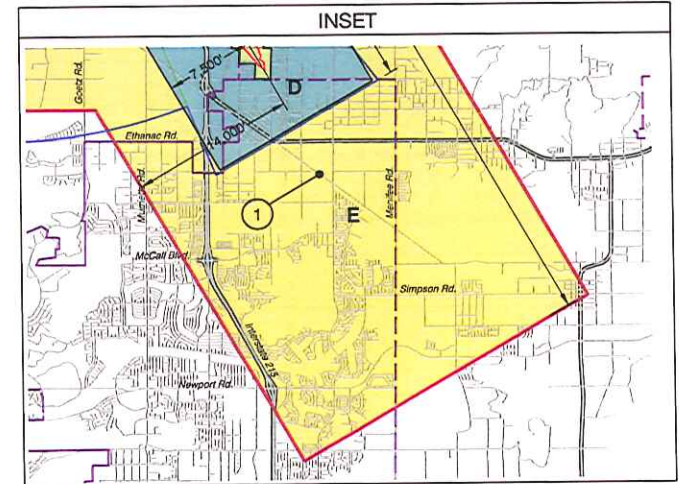 INSET
Goetz Rd.
7,500'
D
Ethanac Rd.
14,000'
Murrieta Rd.
1
Menifee Rd.
E
McCall Blvd.
Simpson Rd.
Interstate 215
Newport Rd.